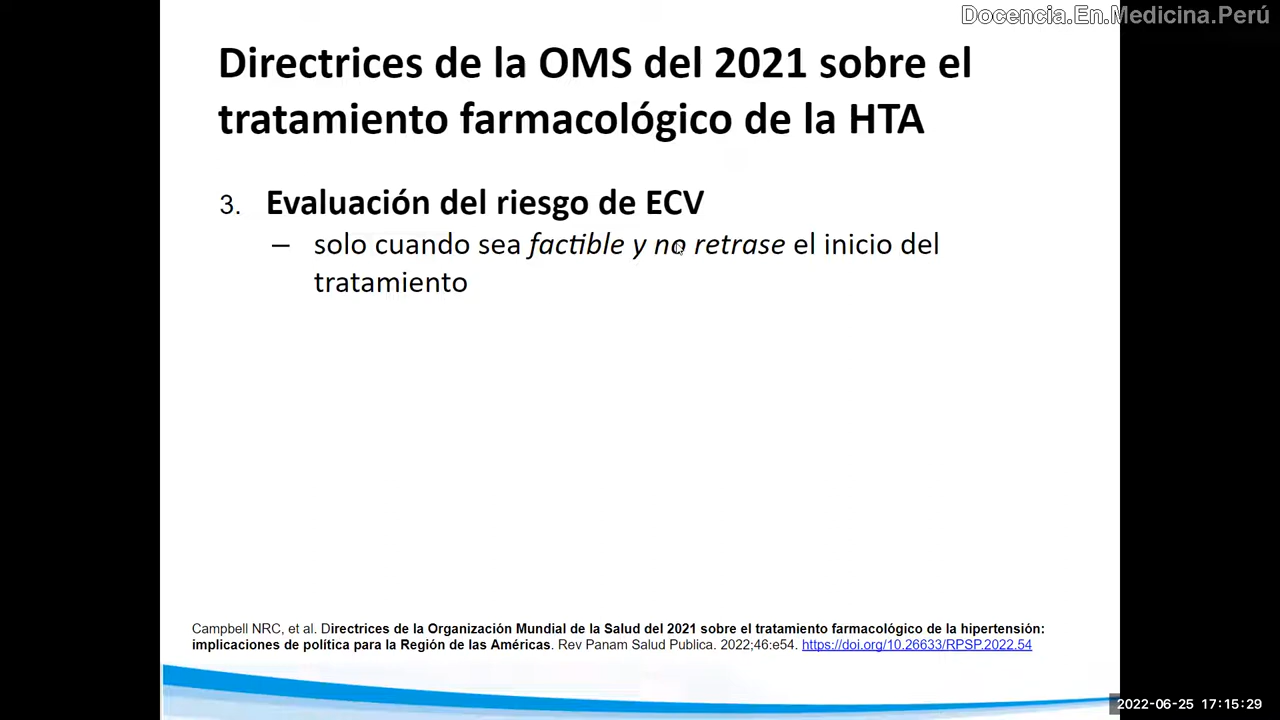 Docencia.En.Medicina.Perú
Directrices de la OMS del 2021 sobre el
tratamiento farmacológico de la HTA
3. Evaluación del riesgo de ECV
– solo cuando sea factible y no retrase el inicio del
tratamiento
Campbell NRC, et al. Directrices de la Organización Mundial de la Salud del 2021 sobre el tratamiento farmacológico de la hipertensión:
implicaciones de política para la Región de las Américas. Rev Panam Salud Publica. 2022;46:e54. https://doi.org/10.26633/RPSP.2022.54
2022-06-25 17:15:29